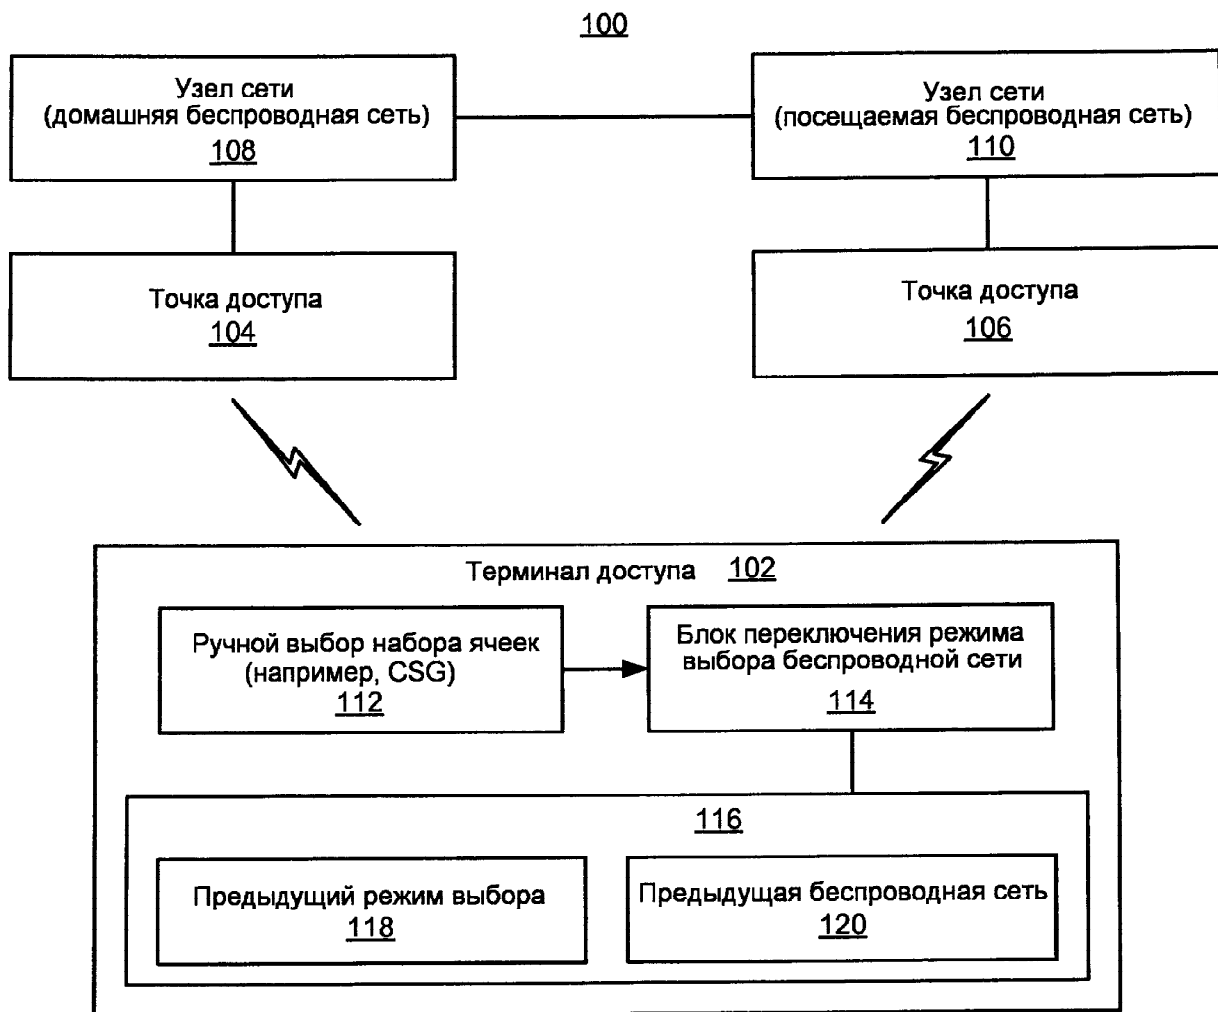 100
Узел сети
(домашняя беспроводная сеть)
108
Узел сети
(посещаемая беспроводная сеть)
110
Точка доступа
104
Точка доступа
106
Терминал доступа 102
Ручной выбор набора ячеек
(например, CSG)
112
Блок переключения режима
выбора беспроводной сети
114
116
Предыдущий режим выбора
118
Предыдущая беспроводная сеть
120